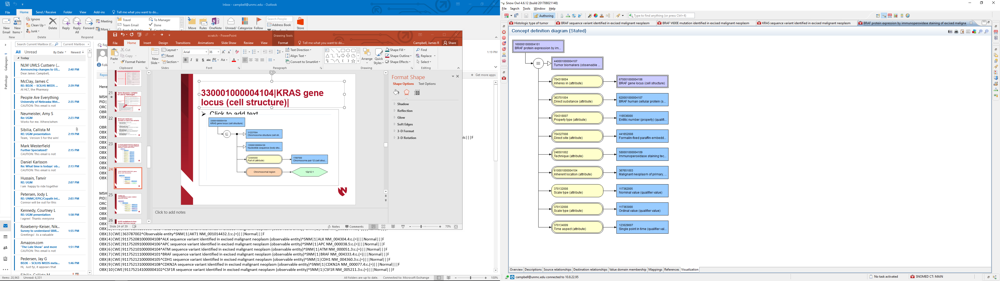 Inbox - campbell@unmc.edu - Outlook
File Home Send / Receive Folder View Add-ins Tell me what you want to do...
New Email
New Items
Ignore
Clean Up
Junk
Delete
Reply
Reply All
Forward
Meeting
More
Travel
Team Email
To Manager
Done
Move
Rules
OneNote
Unread/
Categorize
Follow
Search People
Address Book
Store
New Delete Respond
Search Current Mailbox (C... Current Mailbox
All Unread By Date Newest
Today
Galapagos
Pathology
NLM UMLS Custserv (...
Announcing changes to US... 2:40 PM
Dear James Campbell,
McClay, James C
RE: BD2K -- SCILHS MEDS ... 2:39 PM
At HL7, the Pharmacy
People Are Everything
University of Nebraska Wel... 2:35 PM
CAUTION: This email is not
Neumeister, Amy S
Re: UGM 2:23 PM
Works for me. Where/when
Sibilia, Callista M
RE: UGM presentation 2:19 PM
Team, Version 5 for the win!
Mark Westerfield
Further Specialized? 2:15 PM
CAUTION: This email is not
Daniel Karlsson
Re: What time is todays' ob... 2:13 PM
CAUTION: This email is not
Hussain, Tanvir
RE: UGM 2:07 PM
I am happy to ride together
Petersen, Jody L
RE: UNMC/EPIC/Copath Int... 2:03 PM
Connor will be out for this
Kennedy, Courtney L
RE: UGM presentation 1:58 PM
I agree! Thanks everyone
Roseberry-Keiser, Nik...
Survey to understand SBIR... 1:55 PM
Greetings! As a valuable
Amazon.com
"The Late Show" and more 1:51 PM
CAUTION: This email is not
Pedersen, Jay G
BD2K -- SCILHS MEDS meta... 1:46 PM
Hi, Just fyi, it appears that
Items: 20,963 Unread: 6,331
All folders are up to date. Connected to: Microsoft Exchange 100%
1:19 PM
Get more apps
Here
MSH
PID|
ORC
OBR
OBX
scratch - PowerPoint
Drawing Tools
File Home Insert Design Transitions Animations Slide Show Review View Format Tell me what you want to do... Campbell, James R Share
Paste
Cut
Copy
Format Painter
Clipboard
New Slide
Layout
Reset
Section
Slides
Arial 36
Font
Text Direction
Align Text
Convert to SmartArt
Paragraph
Arrange
Quick Styles
Shape Fill
Shape Outline
Shape Effects
Drawing
Find
Replace
Select
Editing
21
22
23
24
25
26
330001000004104|KRAS gene
locus (cell structure)|
Click to add text
330001000004104
KRAS gene locus (cell structure)
312237004
Chromosome structure (cell str...
1350001000004100
Nucleotide sequence (body stru...
123005000
Part of (attribute)
17897000
Chromosome pair 12 (cell struc...
Chromosomal region
12p12.1
Click to add notes
Slide 24 of 39 Notes Comments 70%
Format Shape
Shape Options Text Options
Shadow
Reflection
Glow
Soft Edges
3-D Format
3-D Rotation
OBX|3|CWE|363787002^Observable entity^SNM|1|AKT1 NM_001014432.1:c.(=)|||Normal|||F
OBX|4|CWE|911752081000004108^ALK sequence variant identified in excised malignant neoplasm (observable entity)^SNM|1|ALK NM_004304.4:c.(=)|||Normal|||F
OBX|5|CWE|911752091000004106^APC sequence variant identified in excised malignant neoplasm (observable entity)^SNM|1|APC NM_000038.5:c.(=)|||Normal|||F
OBX|6|CWE|911752101000004104^ATM sequence variant identified in excised malignant neoplasm (observable entity)^SNM|1|ATM NM_000051.3:c.(=)|||Normal|||F
OBX|7|CWE|911752111000004101^BRAF sequence variant identified in excised malignant neoplasm (observable entity)^SNM|1|BRAF NM_004333.4:c.(=)|||Normal|||F
OBX|8|CWE|911752121000004105^CDH1 sequence variant identified in excised malignant neoplasm (observable entity)^SNM|1|CDH1 NM_004360.3:c.(=)|||Normal|||F
OBX|9|CWE|911752131000004108^CDKN2A sequence variant identified in excised malignant neoplasm (observable entity)^SNM|1|CDKN2A NM_000077.4:c.(=)|||Normal|||F
OBX|10|CWE|911752141000004102^CSF1R sequence variant identified in excised malignant neoplasm (observable entity)^SNM|1|CSF1R NM_005211.3:c.(=)|||Normal|||F
Snow Owl 4.6.12 (build 201708021148)
File Search Tools Window Help
Authoring
Type to find anything (or press Ctrl+4)
Histologic type of tumor
BRAF sequence variant identified in excised malignant neoplasm
BRAF V600E mutation identified in excised malignant neoplasm
KRAS sequence variant identified in excised malignant neoplasm
BRAF protein expression by immunoperoxidase staining of excised maligna
Concept definition diagram (Stated)
1600001000004101
BRAF protein expression by im...
440001000004107
Tumor biomakers (observable ...
704319004
Inheres in (attribute)
670001000004106
BRAF gene locus (cell structure)
363701004
Direct substance (attribute)
620001000004107
BRAF human cellular protein (s...
704318007
Property type (attribute)
118536000
Entitic number (property) (qualifi...
704327008
Direct site (attribute)
441652008
Formalin-fixed paraffin-embedd...
246501002
Technique (attribute)
580001000004109
Immunoperoxidase staining tec...
610001000004104
Inherent location (attribute)
367651003
Malignant neoplasm of primary, ...
370132008
Scale type (attribute)
117362005
Nominal value (qualifier value)
370132008
Scale type (attribute)
117363000
Ordinal value (qualifier value)
370134009
Time aspect (attribute)
123029007
Single point in time (qualifier val...
Overview Descriptions Source relationships Destination relationships Value domain membership Mappings References Visualization
campbell@unmc.edu connected to 10.8.22.95
No task activated
SNOMED CT: MAIN